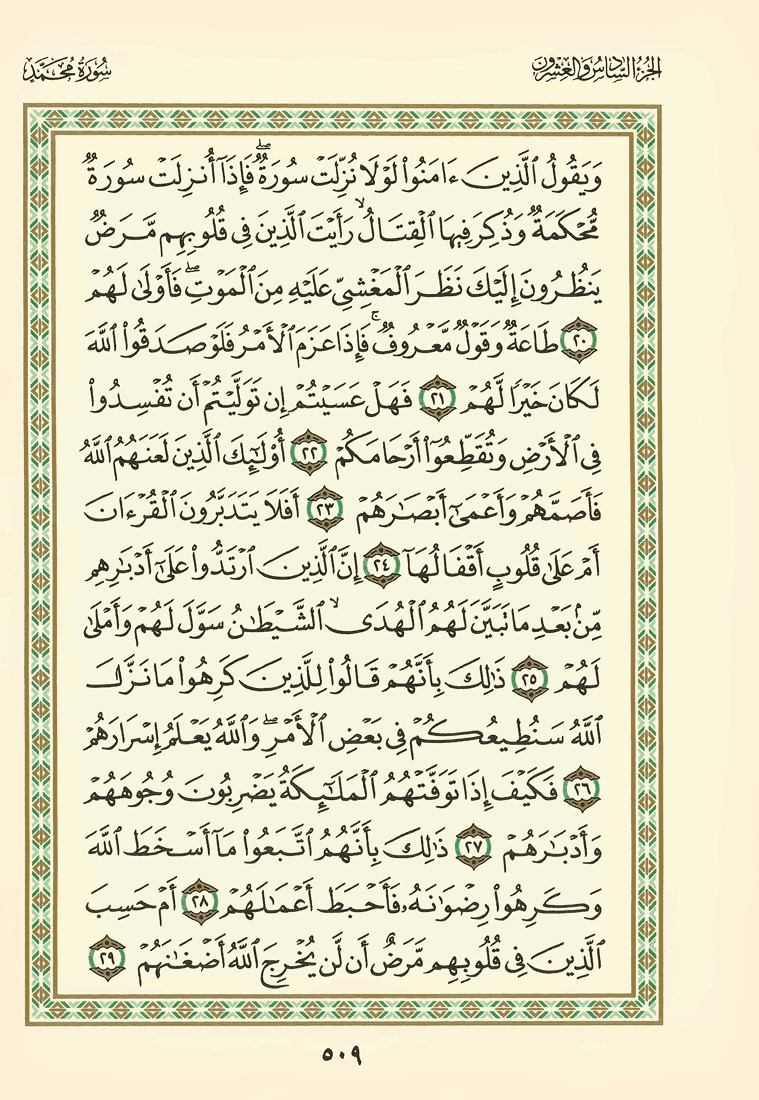 الجزء السادس والعشرون
سورة محمد
وَيَقُولُ ٱلَّذِينَ ءَامَنُوا۟ لَوْلَا نُزِّلَتْ سُورَةٌۖ فَإِذَآ أُنزِلَتْ سُورَةٌ
مُّحْكَمَةٌ وَذُكِرَ فِيهَا ٱلْقِتَالُۙ رَأَيْتَ ٱلَّذِينَ فِى قُلُوبِهِم مَّرَضٌ
يَنظُرُونَ إِلَيْكَ نَظَرَ ٱلْمَغْشِىِّ عَلَيْهِ مِنَ ٱلْمَوْتِۖ فَأَوْلَىٰ لَهُمْ
٢٠ طَاعَةٌ وَقَوْلٌ مَّعْرُوفٌۚ فَإِذَا عَزَمَ ٱلْأَمْرُ فَلَوْ صَدَقُوا۟ ٱللَّهَ
لَكَانَ خَيْرًا لَّهُمْ ٢١ فَهَلْ عَسَيْتُمْ إِن تَوَلَّيْتُمْ أَن تُفْسِدُوا۟
فِى ٱلْأَرْضِ وَتُقَطِّعُوٓا۟ أَرْحَامَكُمْ ٢٢ أُو۟لَٰٓئِكَ ٱلَّذِينَ لَعَنَهُمُ ٱللَّهُ
فَأَصَمَّهُمْ وَأَعْمَىٰٓ أَبْصَٰرَهُمْ ٢٣ أَفَلَا يَتَدَبَّرُونَ ٱلْقُرْءَانَ
أَمْ عَلَىٰ قُلُوبٍ أَقْفَالُهَآ ٢٤ إِنَّ ٱلَّذِينَ ٱرْتَدُّوا۟ عَلَىٰٓ أَدْبَٰرِهِم
مِّنۢ بَعْدِ مَا تَبَيَّنَ لَهُمُ ٱلْهُدَىۙ ٱلشَّيْطَٰنُ سَوَّلَ لَهُمْ وَأَمْلَىٰ
لَهُمْ ٢٥ ذَٰلِكَ بِأَنَّهُمْ قَالُوا۟ لِلَّذِينَ كَرِهُوا۟ مَا نَزَّلَ
ٱللَّهُ سَنُطِيعُكُمْ فِى بَعْضِ ٱلْأَمْرِۖ وَٱللَّهُ يَعْلَمُ إِسْرَارَهُمْ
٢٦ فَكَيْفَ إِذَا تَوَفَّتْهُمُ ٱلْمَلَٰٓئِكَةُ يَضْرِبُونَ وُجُوهَهُمْ
وَأَدْبَٰرَهُمْ ٢٧ ذَٰلِكَ بِأَنَّهُمُ ٱتَّبَعُوا۟ مَآ أَسْخَطَ ٱللَّهَ
وَكَرِهُوا۟ رِضْوَٰنَهُۥ فَأَحْبَطَ أَعْمَٰلَهُمْ ٢٨ أَمْ حَسِبَ
ٱلَّذِينَ فِى قُلُوبِهِم مَّرَضٌ أَن لَّن يُخْرِجَ ٱللَّهُ أَضْغَٰنَهُمْ ٢٩
٥٠٩